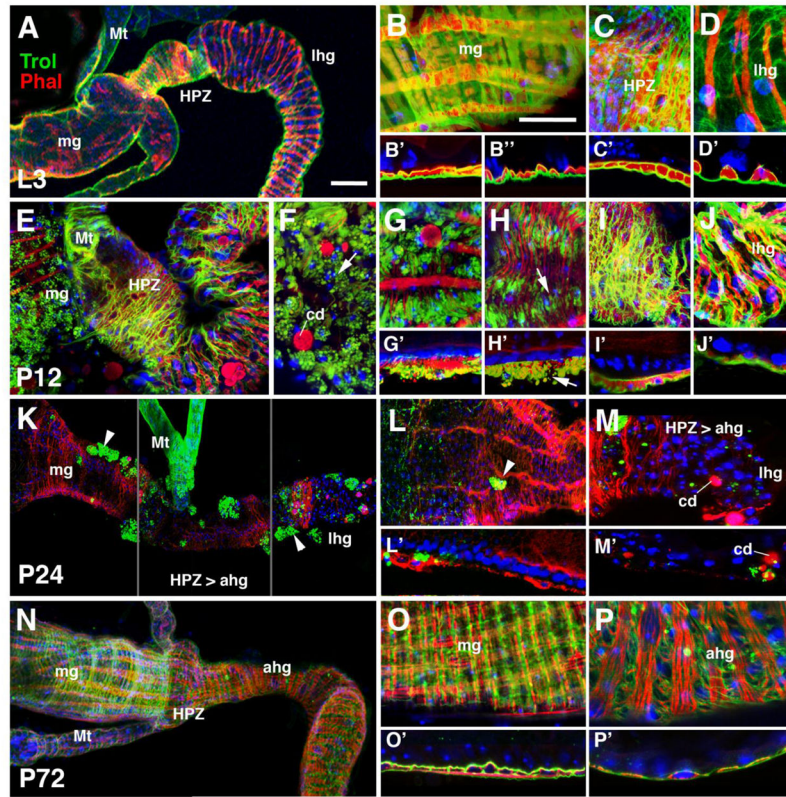 A
Mt
Trol
Phal
HPZ
lhg
mg
L3
B
mg
C
HPZ
D
lhg
B'
B''
C'
D'
E
Mt
HPZ
mg
P12
F
cd
G
H
I
J
lhg
G'
H'
I'
J'
K
Mt
mg
lhg
P24
HPZ > ahg
L
M
HPZ > ahg
lhg
cd
L'
M'
cd
N
mg
ahg
HPZ
Mt
P72
O
mg
P
ahg
O'
P'